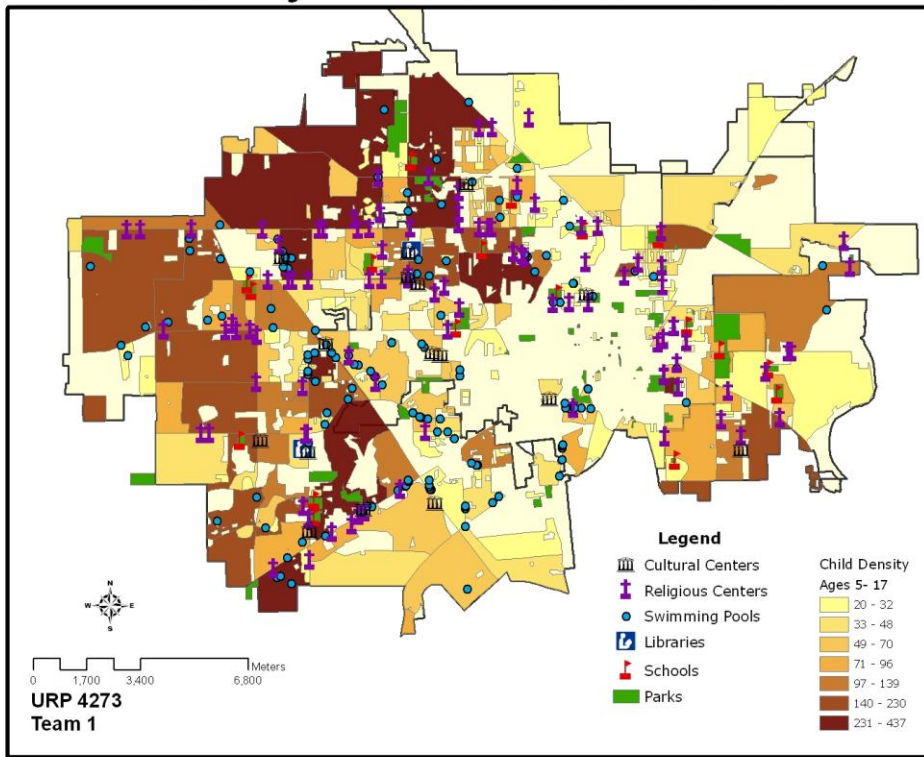 N
W E
S
Meters
0 1,700 3,400 6,800
URP 4273
Team 1
Legend
Cultural Centers
Religious Centers
Swimming Pools
Libraries
Schools
Parks
Child Density
Ages 5- 17
20 - 32
33 - 48
49 - 70
71 - 96
97 - 139
140 - 230
231 - 437